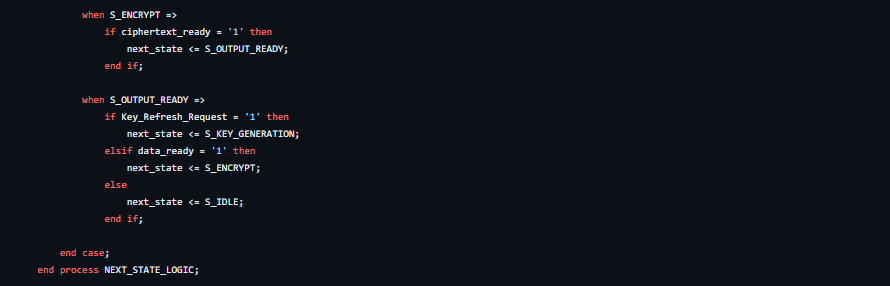 when S_ENCRYPT =>
if ciphertext_ready = '1' then
next_state <= S_OUTPUT_READY;
end if;
when S_OUTPUT_READY =>
if Key_Refresh_Request = '1' then
next_state <= S_KEY_GENERATION;
elsif data_ready = '1' then
next_state <= S_ENCRYPT;
else
next_state <= S_IDLE;
end if;
end case;
end process NEXT_STATE_LOGIC;